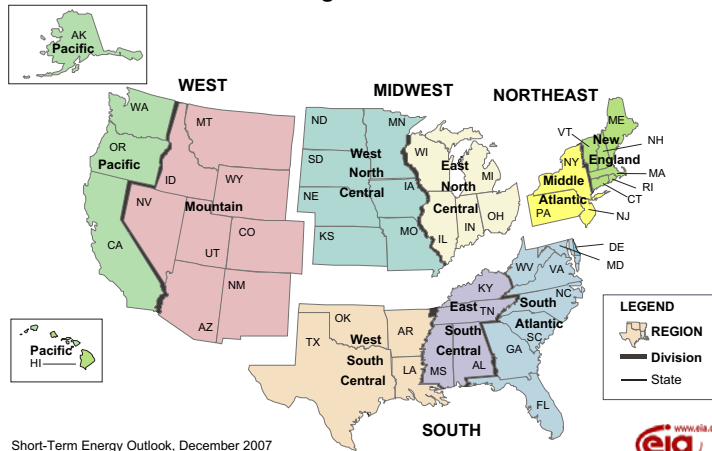 AK
Pacific
WEST
MIDWEST
NORTHEAST
WA
MT
ND
MN
ME
VT
NH
New
OR
Pacific
SD
West
WI
East
NY
England
ID
WY
North
North
MI
Middle
MA
RI
NE
Central
IA
CT
NV
Mountain
Central
OH
Atlantic
PA
NJ
CA
UT
CO
KS
MO
IL
IN
DE
MD
WV
VA
NM
KY
NC
AZ
East
TN
South
OK
AR
South
Atlantic
SC
TX
West
Central
GA
South
LA
MS
AL
Central
FL
Pacific
HI
SOUTH
LEGEND
REGION
Division
State
Short-Term Energy Outlook, December 2007
eia